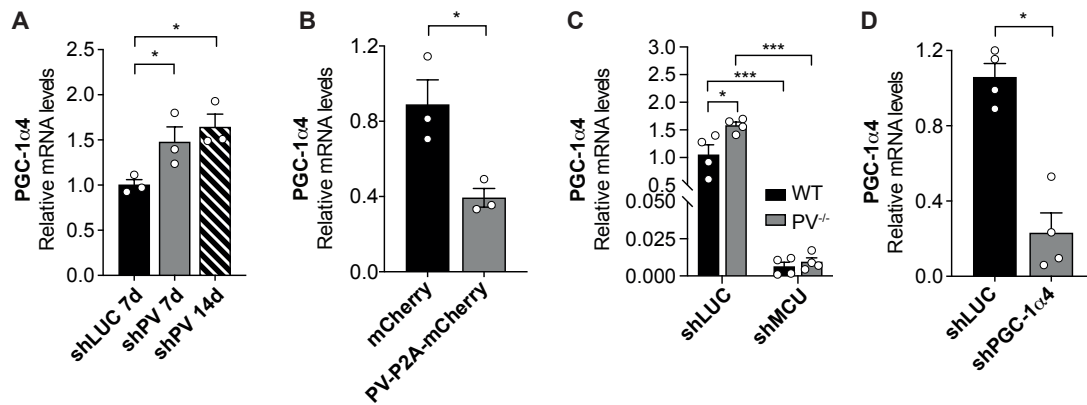 A
PGC-1α4
Relative mRNA levels
2.5
2.0
1.5
1.0
0.5
0.0
*
*
shLUC 7d
shPV 7d
shPV 14d
B
PGC-1α4
Relative mRNA levels
1.2
0.8
0.4
0.0
*
mCherry
PV-P2A-mCherry
C
PGC-1α4
Relative mRNA levels
3.0
2.5
2.0
1.5
1.0
0.5
0.050
0.025
0.000
***
***
*
WT
PV-/-
shLUC
shMCU
D
PGC-1α4
Relative mRNA levels
1.2
0.8
0.4
0.0
*
shLUC
shPGC-1α4